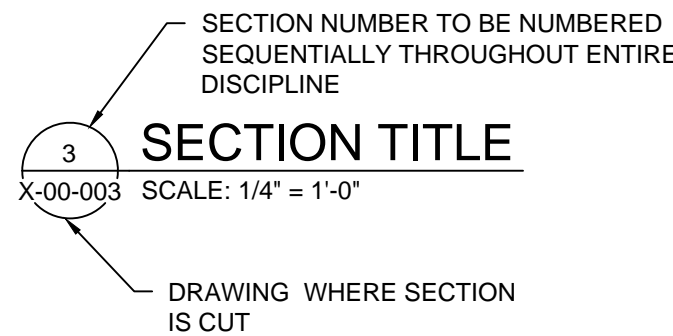 SECTION NUMBER TO BE NUMBERED
SEQUENTIALLY THROUGHOUT ENTIRE
DISCIPLINE
3
SECTION TITLE
X-00-003
SCALE: 1/4" = 1'-0"
DRAWING WHERE SECTION
IS CUT